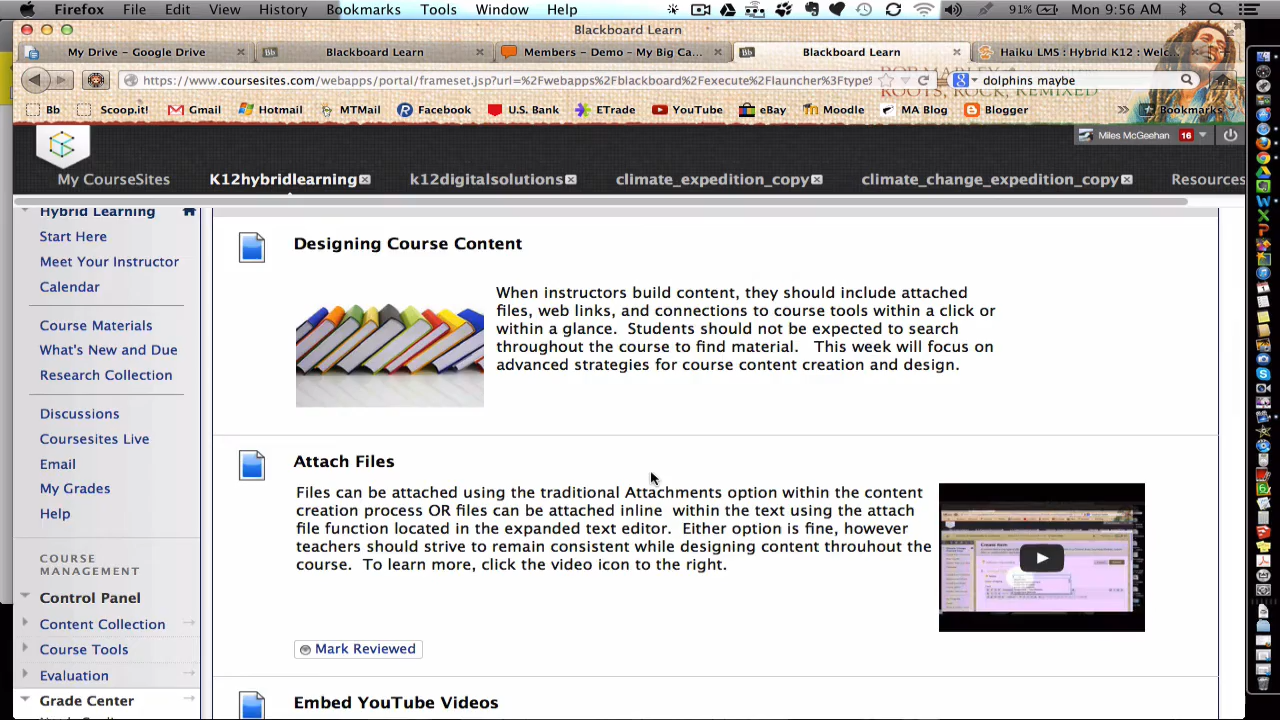 Firefox File Edit View History Bookmarks Tools Window Help 91% Mon 9:56 AM
Blackboard Learn
My Drive – Google Drive Blackboard Learn Members – Demo – My Big Ca... Blackboard Learn Haiku LMS : Hybrid K12 : Welc...
https://www.coursesites.com/webapps/portal/frameset.jsp?url=%2Fwebapps%2Fblackboard%2Fexecute%2Flauncher%3Ftype% dolphins maybe
ROOTS, ROCK, REMIXED
Bb Scoop.it! Gmail Hotmail MTMail Facebook U.S. Bank ETrade YouTube eBay Moodle MA Blog Blogger Bookmarks
Miles McGeehan 16
My CourseSites K12hybridlearning k12digitalsolutions climate_expedition_copy climate_change_expedition_copy Resources
Hybrid Learning
Start Here
Meet Your Instructor
Calendar
Course Materials
What's New and Due
Research Collection
Discussions
Coursesites Live
Email
My Grades
Help
COURSE
MANAGEMENT
Control Panel
Content Collection
Course Tools
Evaluation
Grade Center
Designing Course Content
When instructors build content, they should include attached
files, web links, and connections to course tools within a click or
within a glance. Students should not be expected to search
throughout the course to find material. This week will focus on
advanced strategies for course content creation and design.
Attach Files
Files can be attached using the traditional Attachments option within the content
creation process OR files can be attached inline within the text using the attach
file function located in the expanded text editor. Either option is fine, however
teachers should strive to remain consistent while designing content throuhout the
course. To learn more, click the video icon to the right.
Mark Reviewed
Embed YouTube Videos